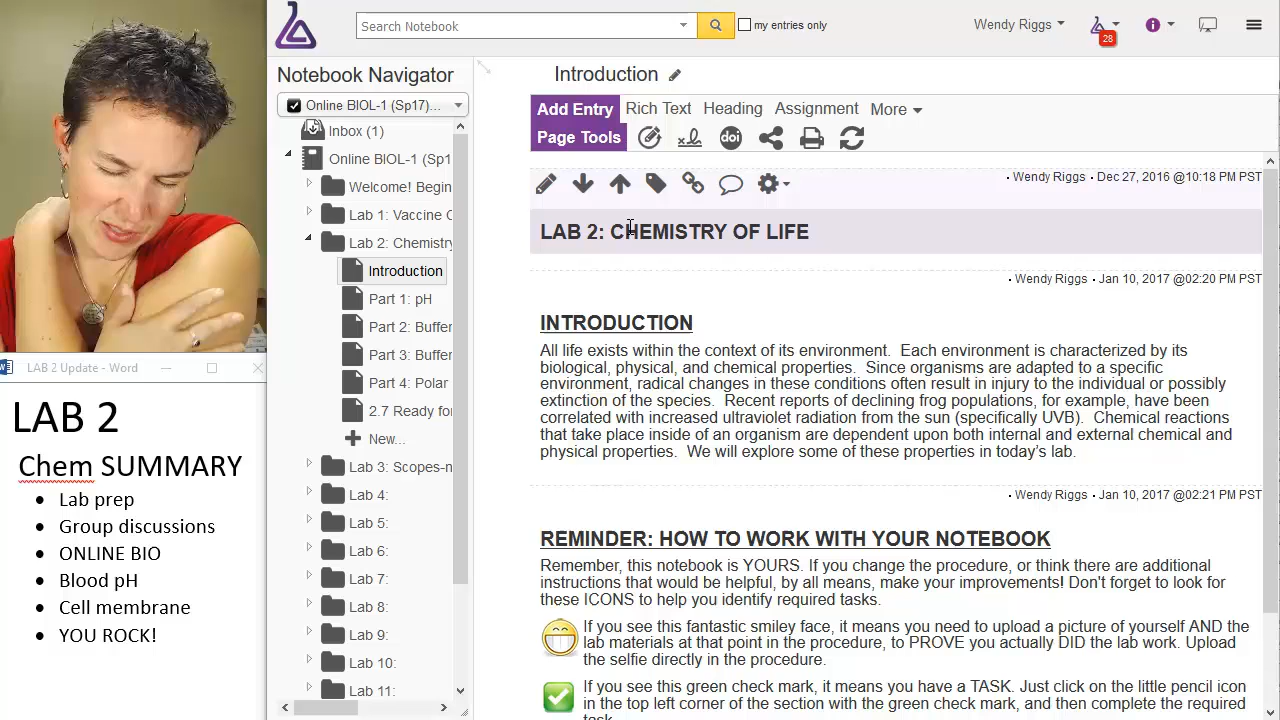 Search Notebook
my entries only
Wendy Riggs
28
Notebook Navigator
Online BIOL-1 (Sp17)...
Inbox (1)
Online BIOL-1 (Sp1
Welcome! Begin
Lab 1: Vaccine C
Lab 2: Chemistry
Introduction
Part 1: pH
Part 2: Buffer
Part 3: Buffer
Part 4: Polar
2.7 Ready for
New...
Lab 3: Scopes-n
Lab 4:
Lab 5:
Lab 6:
Lab 7:
Lab 8:
Lab 9:
Lab 10:
Lab 11:
Introduction
Add Entry Rich Text Heading Assignment More
Page Tools doi
Wendy Riggs • Dec 27, 2016 @10:18 PM PST
LAB 2: CHEMISTRY OF LIFE
Wendy Riggs • Jan 10, 2017 @02:20 PM PST
INTRODUCTION
All life exists within the context of its environment. Each environment is characterized by its
biological, physical, and chemical properties. Since organisms are adapted to a specific
environment, radical changes in these conditions often result in injury to the individual or possibly
extinction of the species. Recent reports of declining frog populations, for example, have been
correlated with increased ultraviolet radiation from the sun (specifically UVB). Chemical reactions
that take place inside of an organism are dependent upon both internal and external chemical and
physical properties. We will explore some of these properties in today's lab.
Wendy Riggs • Jan 10, 2017 @02:21 PM PST
REMINDER: HOW TO WORK WITH YOUR NOTEBOOK
Remember, this notebook is YOURS. If you change the procedure, or think there are additional
instructions that would be helpful, by all means, make your improvements! Don't forget to look for
these ICONS to help you identify required tasks.
If you see this fantastic smiley face, it means you need to upload a picture of yourself AND the
lab materials at that point in the procedure, to PROVE you actually DID the lab work. Upload
the selfie directly in the procedure.
If you see this green check mark, it means you have a TASK. Just click on the little pencil icon
in the top left corner of the section with the green check mark, and then complete the required
task.
LAB 2 Update - Word
LAB 2
Chem SUMMARY
• Lab prep
• Group discussions
• ONLINE BIO
• Blood pH
• Cell membrane
• YOU ROCK!